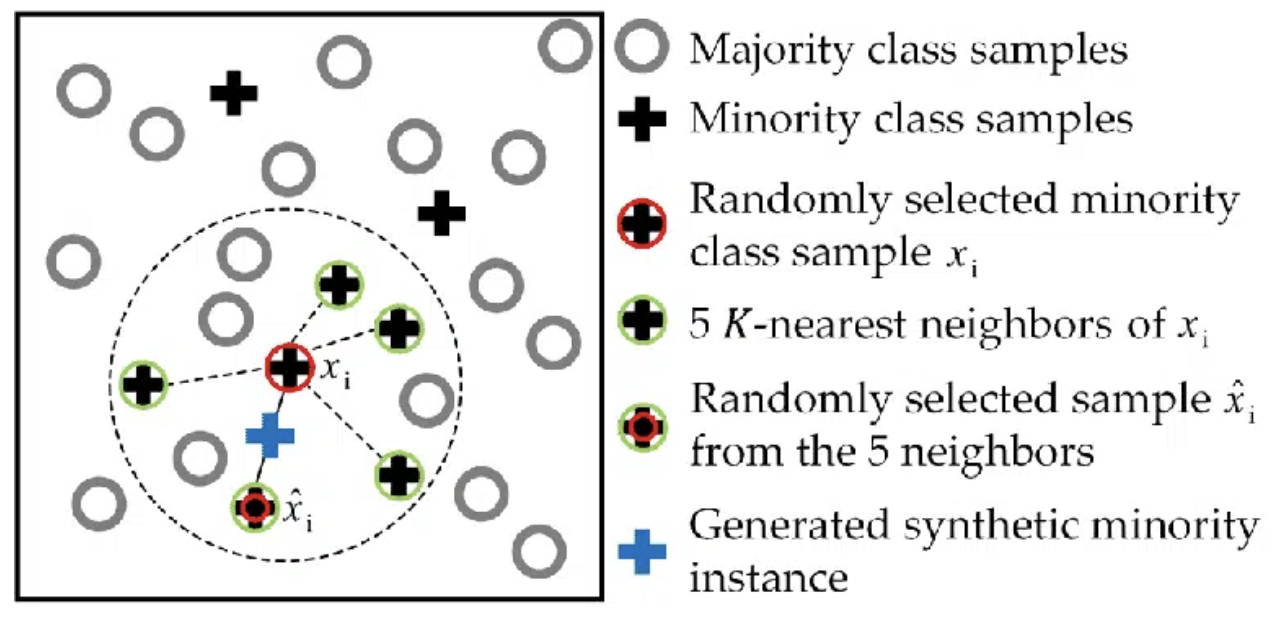 Majority class samples
Minority class samples
Randomly selected minority
class sample xᵢ
5 K-nearest neighbors of xᵢ
Randomly selected sample x̂ᵢ
from the 5 neighbors
Generated synthetic minority
instance
xᵢ
x̂ᵢ